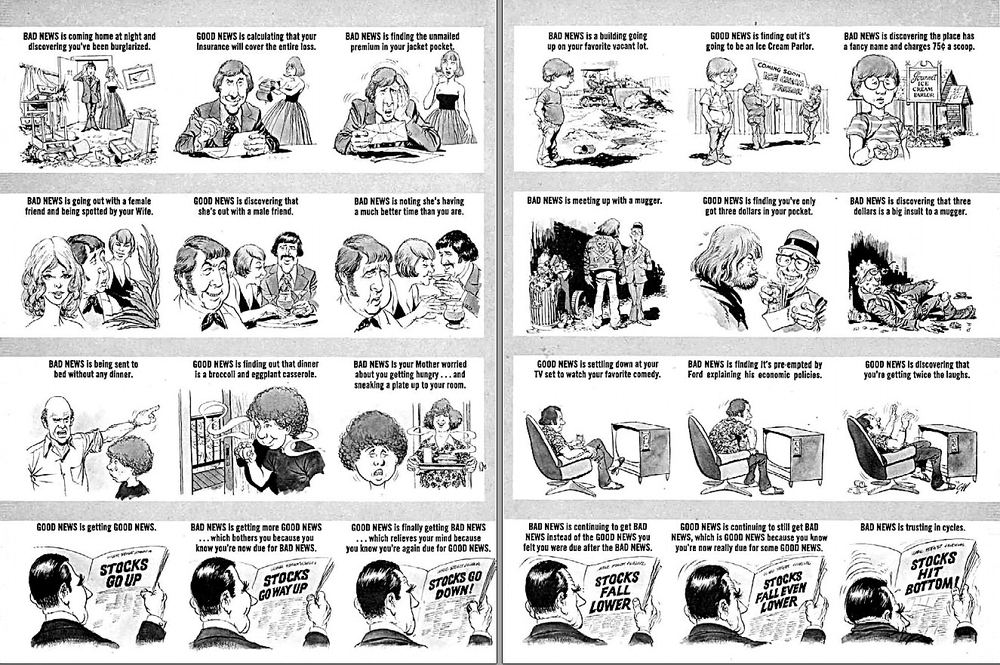 BAD NEWS is coming home at night and
discovering you've been burglarized.
GOOD NEWS is calculating that your
Insurance will cover the entire loss.
BAD NEWS is finding the unmailed
premium in your jacket pocket.
BAD NEWS is going out with a female
friend and being spotted by your Wife.
GOOD NEWS is discovering that
she's out with a male friend.
BAD NEWS is noting she's having
a much better time than you are.
BAD NEWS is being sent to
bed without any dinner.
GOOD NEWS is finding out that dinner
is a broccoli and eggplant casserole.
BAD NEWS is your Mother worried
about you getting hungry . . . and
sneaking a plate up to your room.
GOOD NEWS is getting GOOD NEWS.
STOCKS
GO UP
BAD NEWS is getting more GOOD NEWS
. . . which bothers you because you
know you're now due for BAD NEWS.
STOCKS
GO WAY UP
GOOD NEWS is finally getting BAD NEWS
. . . which relieves your mind because
you know you're again due for GOOD NEWS.
STOCKS GO
DOWN!
BAD NEWS is a building going
up on your favorite vacant lot.
GOOD NEWS is finding out it's
going to be an Ice Cream Parlor.
COMING SOON
ICE CREAM
PARLOR
BAD NEWS is discovering the place has
a fancy name and charges 75¢ a scoop.
Gourmet
ICE
CREAM
PARLOR
BAD NEWS is meeting up with a mugger.
GOOD NEWS is finding you've only
got three dollars in your pocket.
BAD NEWS is discovering that three
dollars is a big insult to a mugger.
GOOD NEWS is settling down at your
TV set to watch your favorite comedy.
BAD NEWS is finding it's pre-empted by
Ford explaining his economic policies.
GOOD NEWS is discovering that
you're getting twice the laughs.
BAD NEWS is continuing to get BAD
NEWS instead of the GOOD NEWS you
felt you were due after the BAD NEWS.
STOCKS
FALL
LOWER
GOOD NEWS is continuing to still get BAD
NEWS, which is GOOD NEWS because you know
you're now really due for some GOOD NEWS.
STOCKS
FALL EVEN
LOWER
BAD NEWS is trusting in cycles.
STOCKS
HIT
BOTTOM!